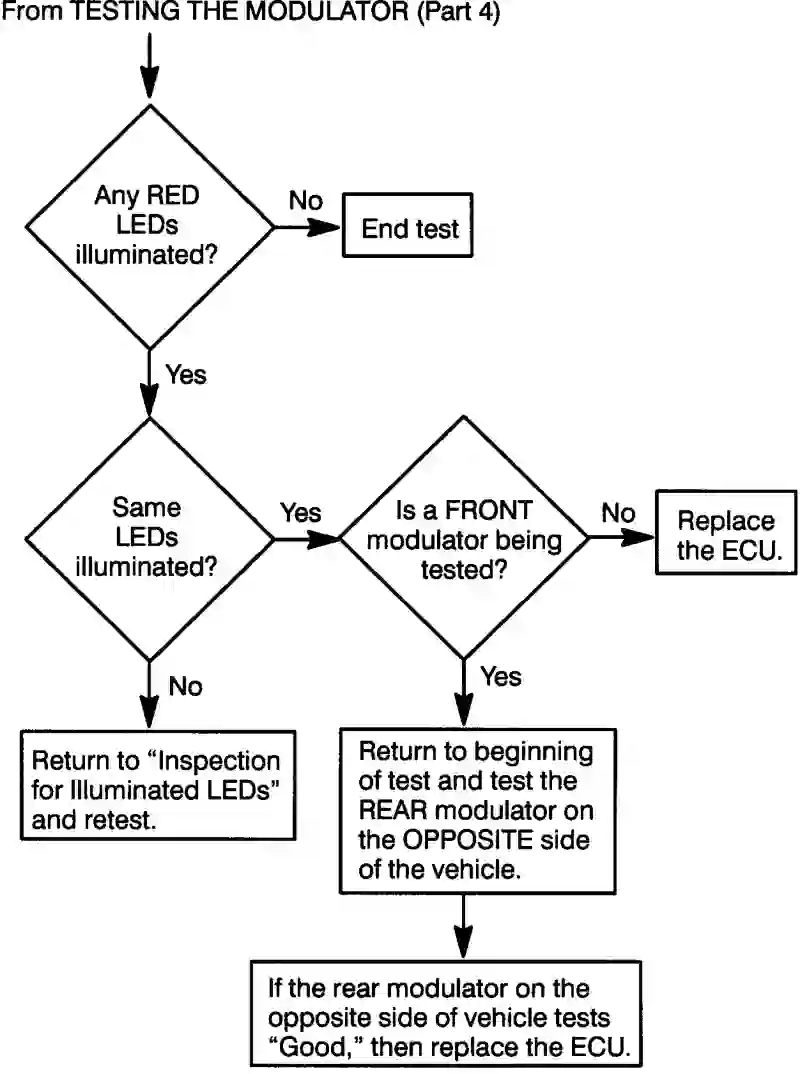 From TESTING THE MODULATOR (Part 4)
Any RED
LEDs
illuminated?
No
End test
Yes
Same
LEDs
illuminated?
Yes
Is a FRONT
modulator being
tested?
No
Replace
the ECU.
No
Return to “Inspection
for Illuminated LEDs”
and retest.
Yes
Return to beginning
of test and test the
REAR modulator on
the OPPOSITE side
of the vehicle.
If the rear modulator on the
opposite side of vehicle tests
“Good,” then replace the ECU.